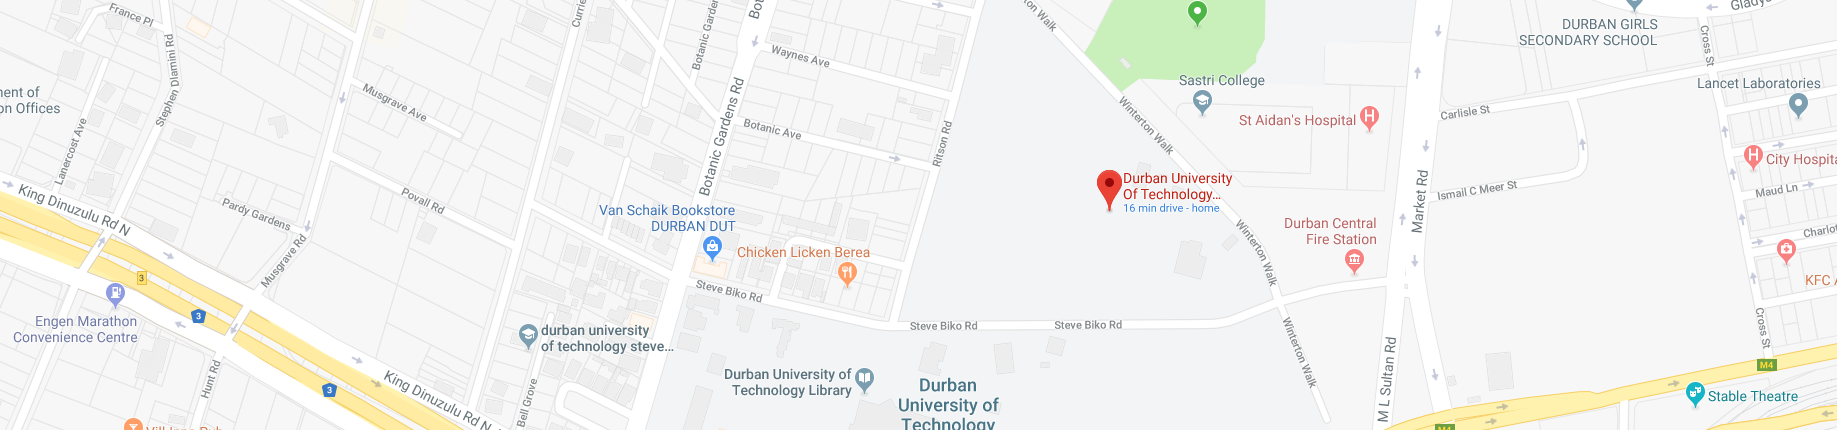 France Pl
Stephen Dlamini Rd
Lanercost Ave
Musgrave Ave
Povall Rd
Pardy Gardens
Musgrave Rd
King Dinuzulu Rd N
3
3
Engen Marathon
Convenience Centre
Hunt Rd
3
King Dinuzulu Rd N
Bell Grove
durban university
of technology steve...
Botanic Gardens Rd
Waynes Ave
Botanic Ave
Ritson Rd
Van Schaik Bookstore
DURBAN DUT
Chicken Licken Berea
Steve Biko Rd
Steve Biko Rd
Steve Biko Rd
Durban University of
Technology Library
Durban
University of
Technology
Winterton Walk
Sastri College
St Aidan's Hospital
Durban University
Of Technology...
16 min drive - home
Winterton Walk
Durban Central
Fire Station
Winterton Walk
M L Sultan Rd
Market Rd
Carlisle St
Ismail C Meer St
DURBAN GIRLS
SECONDARY SCHOOL
Cross St
Lancet Laboratories
City Hospita
Maud Ln
KFC
Cross St
M4
Stable Theatre
M4